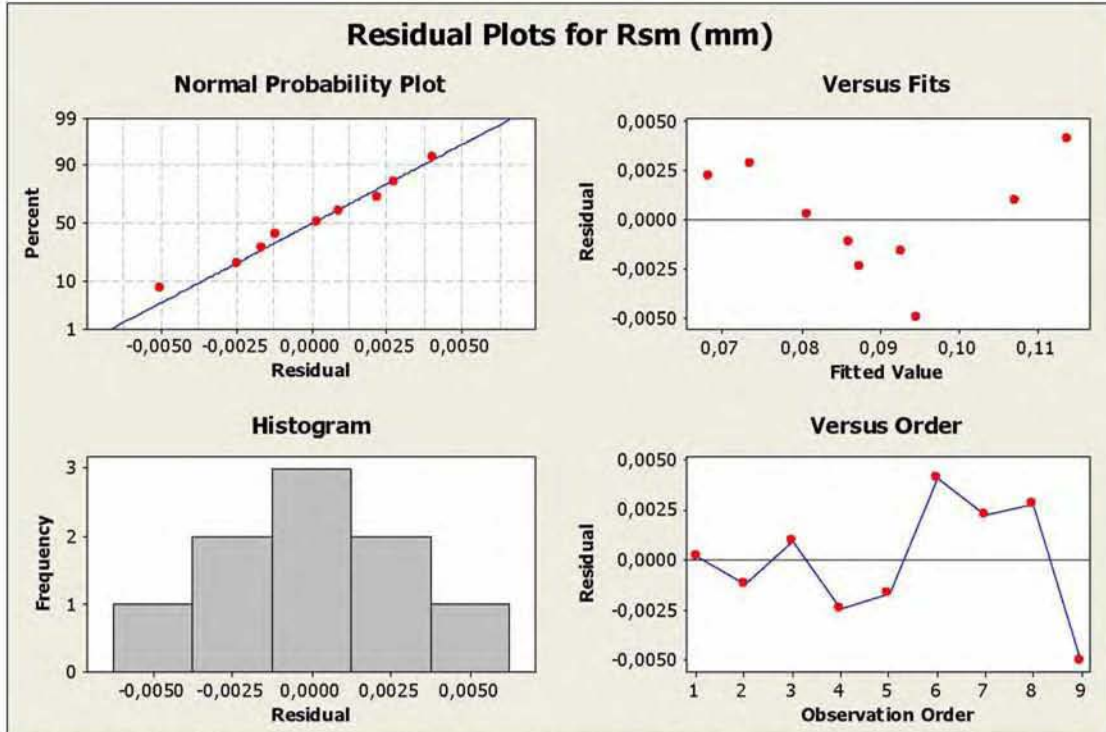 Residual Plots for Rsm (mm)
Normal Probability Plot
99
90
50
10
1
Percent
-0,0050 -0,0025 0,0000 0,0025 0,0050
Residual
Versus Fits
0,0050
0,0025
0,0000
-0,0025
-0,0050
Residual
0,07 0,08 0,09 0,10 0,11
Fitted Value
Histogram
3
2
1
0
Frequency
-0,0050 -0,0025 0,0000 0,0025 0,0050
Residual
Versus Order
0,0050
0,0025
0,0000
-0,0025
-0,0050
Residual
1 2 3 4 5 6 7 8 9
Observation Order